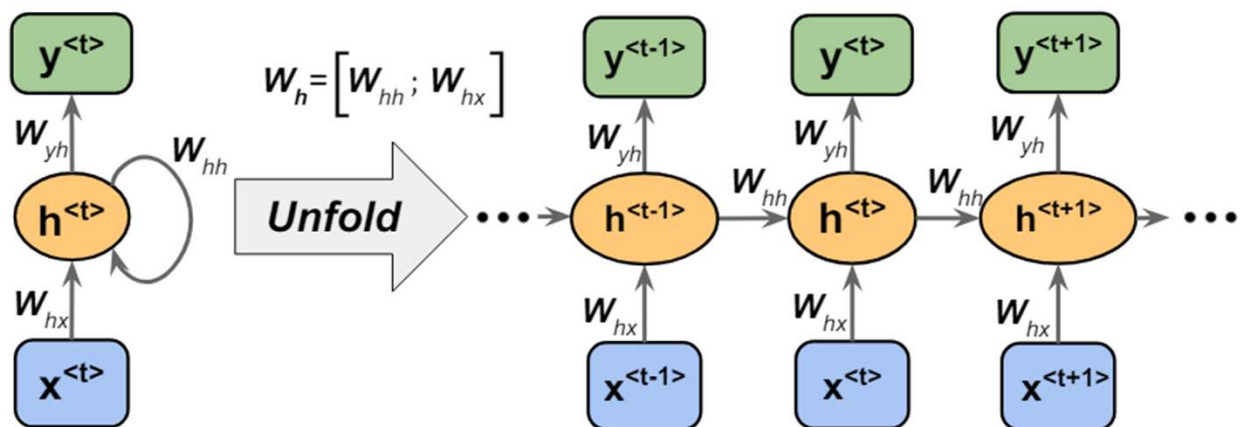 y<t>
W_h=[W_hh ; W_hx]
y<t-1>
y<t>
y<t+1>
W_yh
W_hh
W_yh
W_yh
W_yh
h<t>
Unfold
•••
h<t-1>
W_hh
h<t>
W_hh
h<t+1>
•••
W_hx
W_hx
W_hx
W_hx
x<t>
x<t-1>
x<t>
x<t+1>